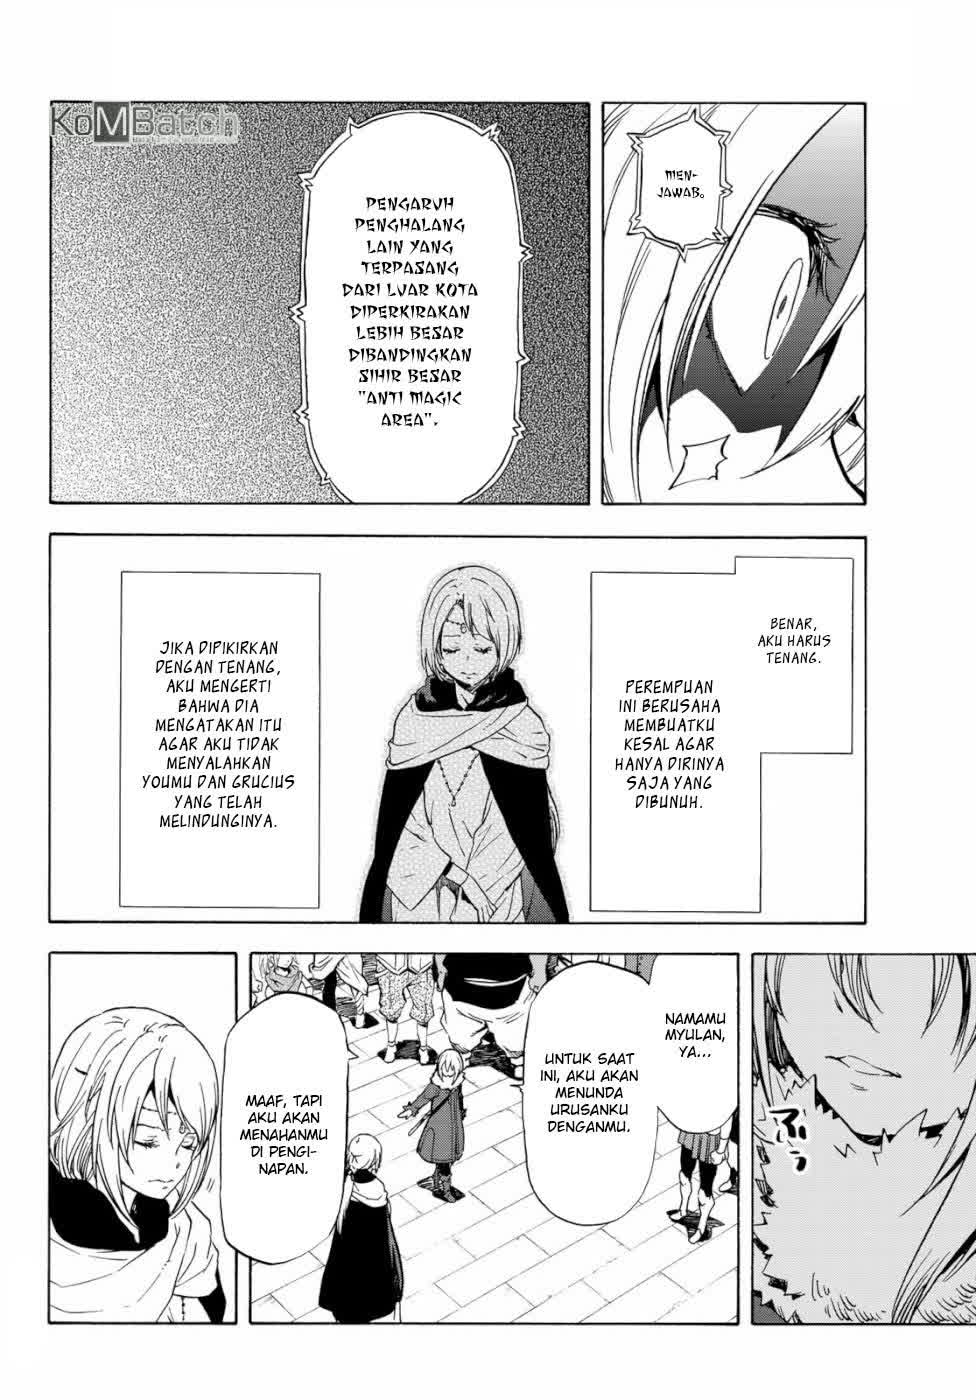 KoMBatch
MEN-
JAWAB.
PENGARUH
PENGHALANG
LAIN YANG
TERPASANG
DARI LUAR KOTA
DIPERKIRAKAN
LEBIH BESAR
DIBANDINGKAN
SIHIR BESAR
"ANTI MAGIC
AREA".
BENAR,
AKU HARUS
TENANG.
PEREMPUAN
INI BERUSAHA
MEMBUATKU
KESAL AGAR
HANYA DIRINYA
SAJA YANG
DIBUNUH.
JIKA DIPIKIRKAN
DENGAN TENANG,
AKU MENGERTI
BAHWA DIA
MENGATAKAN ITU
AGAR AKU TIDAK
MENYALAHKAN
YOUMU DAN GRUCIUS
YANG TELAH
MELINDUNGINYA.
ふぅっ
NAMAMU
MYULAN,
YA...
UNTUK SAAT
INI, AKU AKAN
MENUNDA
URUSANKU
DENGANMU.
MAAF, TAPI
AKU AKAN
MENAHANMU
DI PENGI-
NAPAN.